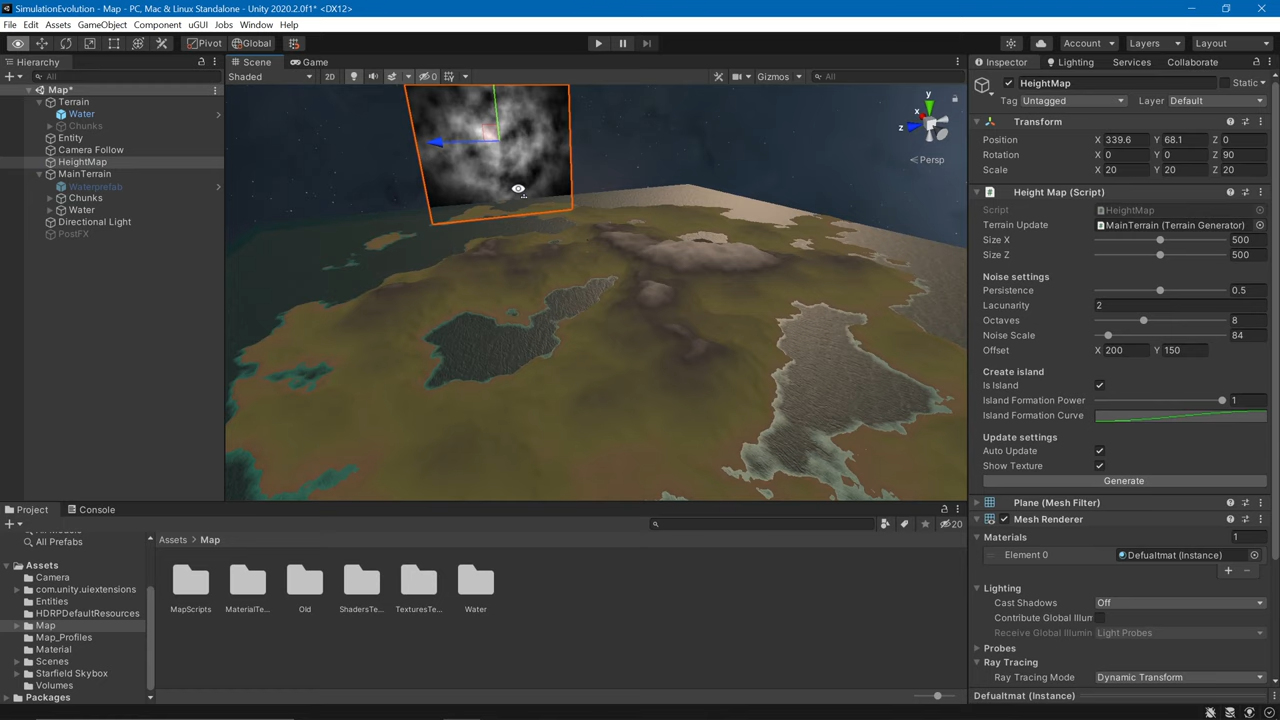 SimulationEvolution - Map - PC, Mac & Linux Standalone - Unity 2020.2.0f1* <DX12>
File Edit Assets GameObject Component uGUI Jobs Window Help
Pivot Global Account Layers Layout
Hierarchy
All
Map*
Terrain
Water
Chunks
Entity
Camera Follow
HeightMap
MainTerrain
Waterprefab
Chunks
Water
Directional Light
PostFX
Scene Game
Shaded 2D 0 Gizmos All
y
x
z
Persp
Inspector Lighting Services Collaborate
HeightMap Static
Tag Untagged Layer Default
Transform
Position X 339.6 Y 68.1 Z 0
Rotation X 0 Y 0 Z 90
Scale X 20 Y 20 Z 20
Height Map (Script)
Script HeightMap
Terrain Update MainTerrain (Terrain Generator)
Size X 500
Size Z 500
Noise settings
Persistence 0.5
Lacunarity 2
Octaves 8
Noise Scale 84
Offset X 200 Y 150
Create island
Is Island
Island Formation Power 1
Island Formation Curve
Update settings
Auto Update
Show Texture
Generate
Plane (Mesh Filter)
Mesh Renderer
Materials 1
Element 0 Defualtmat (Instance)
Lighting
Cast Shadows Off
Contribute Global Illum
Receive Global Illumin Light Probes
Probes
Ray Tracing
Ray Tracing Mode Dynamic Transform
Defualtmat (Instance)
Project Console
20
All Prefabs
Assets
Camera
com.unity.uiextensions
Entities
HDRPDefaultResources
Map
Map_Profiles
Material
Scenes
Starfield Skybox
Volumes
Packages
Assets > Map
MapScripts MaterialTe... Old ShadersTe... TexturesTe... Water